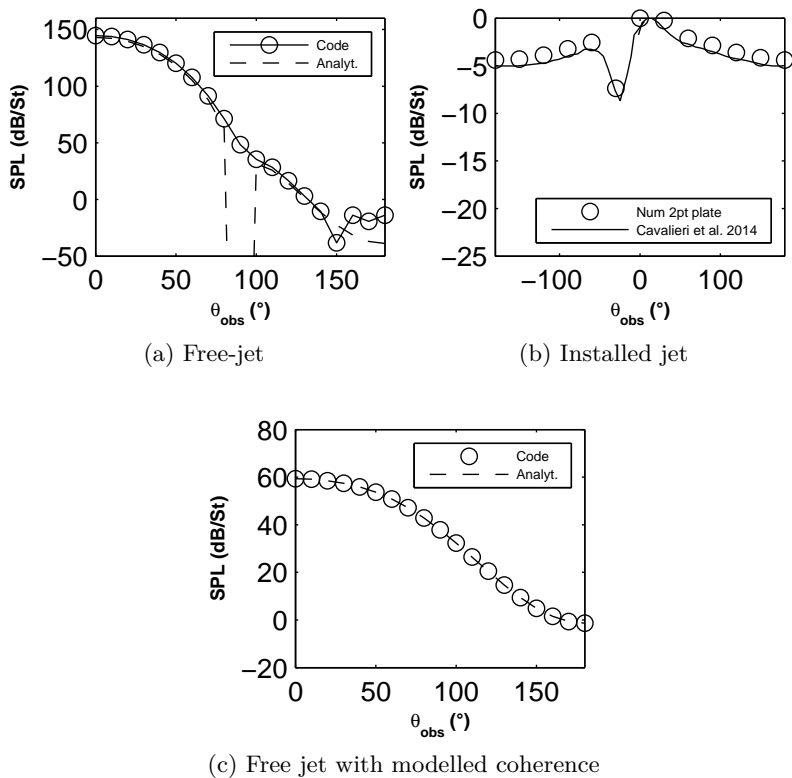 150
100
50
0
−50
SPL (dB/St)
Code
Analyt.
0 50 100 150
θobs (°)
(a) Free-jet
0
−5
−10
−15
−20
−25
SPL (dB/St)
Num 2pt plate
Cavalieri et al. 2014
−100 0 100
θobs (°)
(b) Installed jet
80
60
40
20
0
−20
SPL (dB/St)
Code
Analyt.
0 50 100 150
θobs (°)
(c) Free jet with modelled coherence